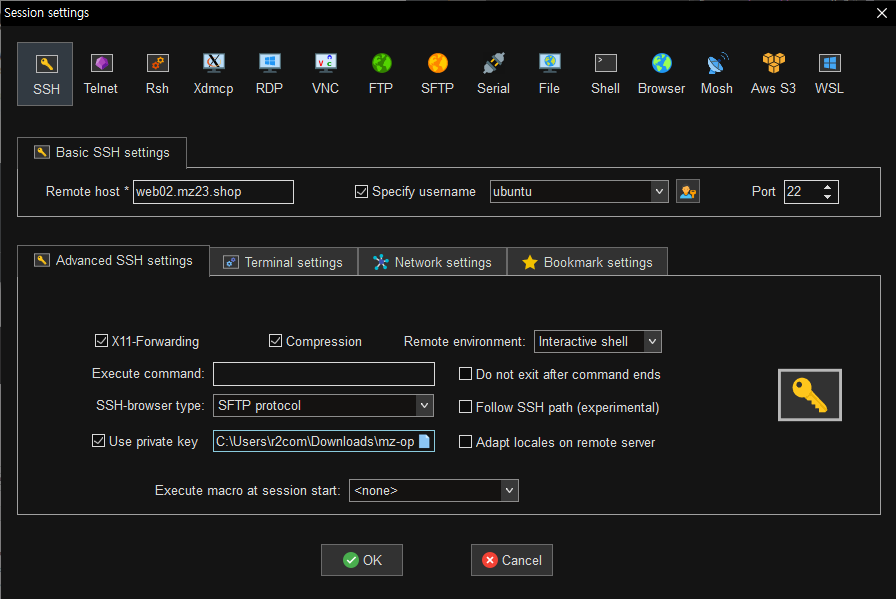 Session settings
SSH Telnet Rsh Xdmcp RDP VNC FTP SFTP Serial File Shell Browser Mosh Aws S3 WSL
Basic SSH settings
Remote host * web02.mz23.shop Specify username ubuntu Port 22
Advanced SSH settings Terminal settings Network settings Bookmark settings
X11-Forwarding Compression Remote environment: Interactive shell
Execute command: Do not exit after command ends
SSH-browser type: SFTP protocol Follow SSH path (experimental)
Use private key C:\Users\r2com\Downloads\mz-op Adapt locales on remote server
Execute macro at session start: <none>
OK Cancel